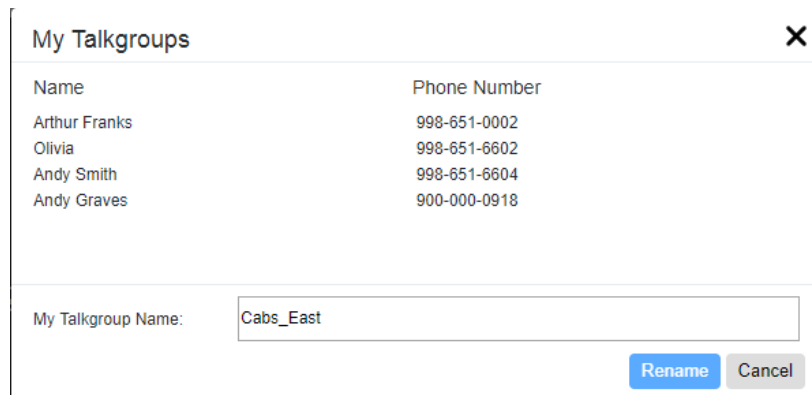 My Talkgroups
Name Phone Number
Arthur Franks 998-651-0002
Olivia 998-651-6602
Andy Smith 998-651-6604
Andy Graves 900-000-0918
My Talkgroup Name: Cabs_East
Rename Cancel